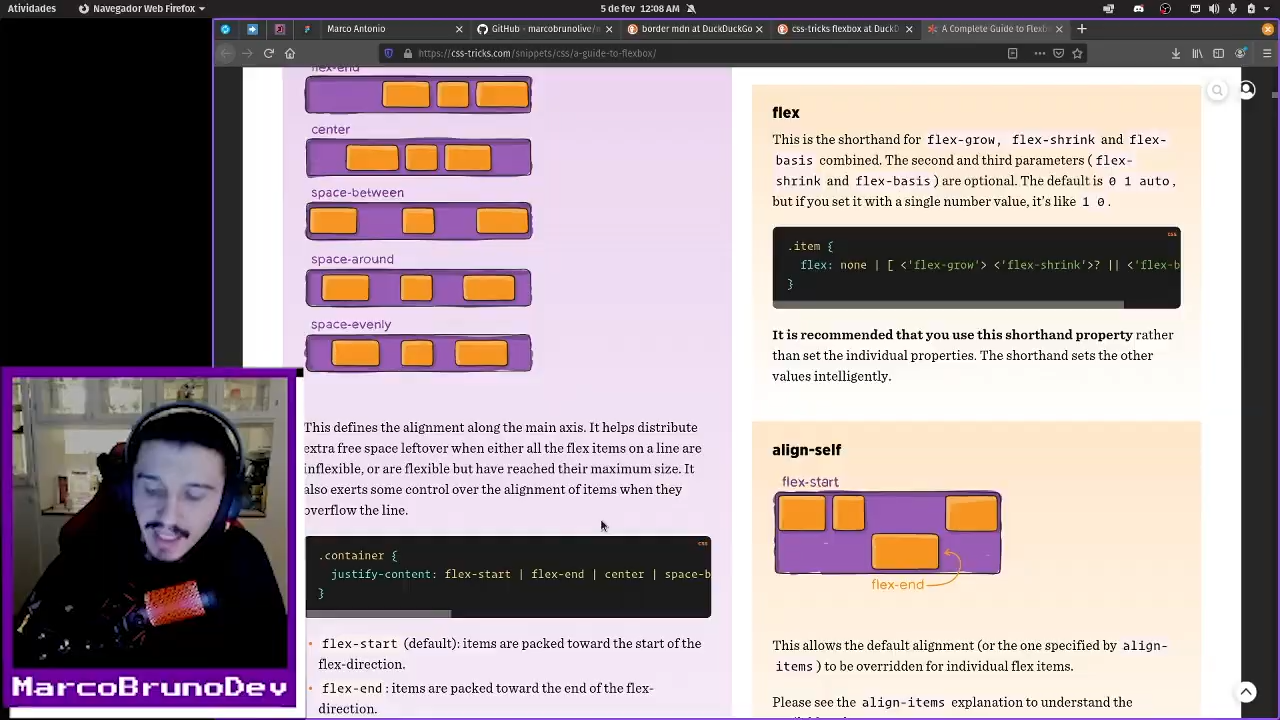 Atividades
Navegador Web Firefox
5 de fev 12:08 AM
Marco Antonio
GitHub - marcobrunolive/
border mdn at DuckDuckGo
css-tricks flexbox at DuckD
A Complete Guide to Flexb
https://css-tricks.com/snippets/css/a-guide-to-flexbox/
flex-end
center
space-between
space-around
space-evenly
This defines the alignment along the main axis. It helps distribute
extra free space leftover when either all the flex items on a line are
inflexible, or are flexible but have reached their maximum size. It
also exerts some control over the alignment of items when they
overflow the line.
css
.container {
justify-content: flex-start | flex-end | center | space-b
}
flex-start (default): items are packed toward the start of the
flex-direction.
flex-end : items are packed toward the end of the flex-
direction.
flex
This is the shorthand for flex-grow, flex-shrink and flex-
basis combined. The second and third parameters ( flex-
shrink and flex-basis ) are optional. The default is 0 1 auto ,
but if you set it with a single number value, it's like 1 0 .
css
.item {
flex: none | [ <'flex-grow'> <'flex-shrink'>? || <'flex-b
}
It is recommended that you use this shorthand property rather
than set the individual properties. The shorthand sets the other
values intelligently.
align-self
flex-start
flex-end
This allows the default alignment (or the one specified by align-
items ) to be overridden for individual flex items.
Please see the align-items explanation to understand the
MarcoBrunoDev